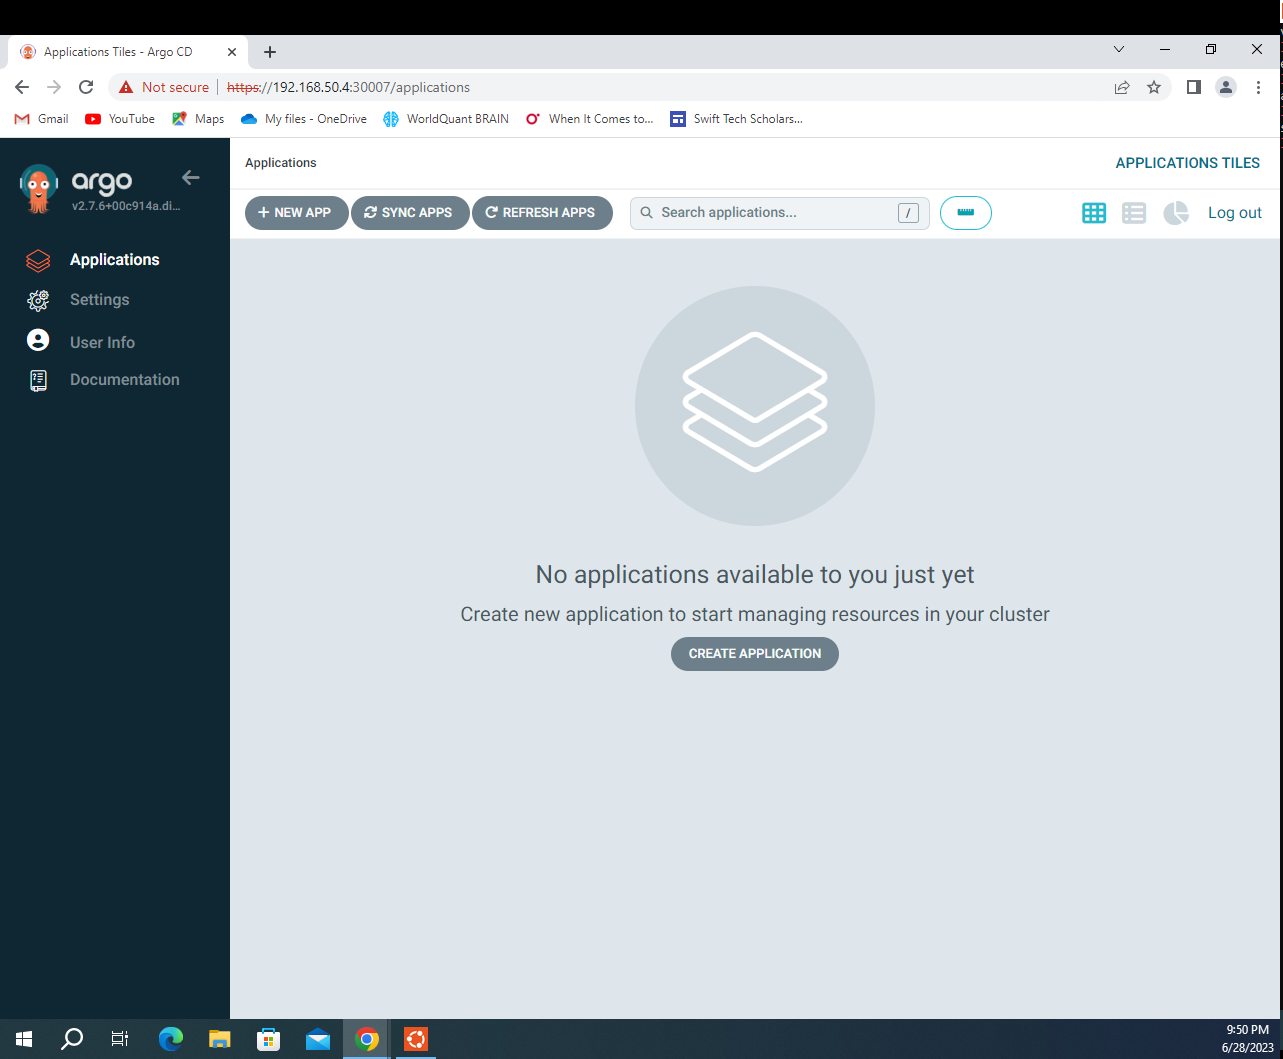 Applications Tiles - Argo CD
Not secure
https://192.168.50.4:30007/applications
Gmail
YouTube
Maps
My files - OneDrive
WorldQuant BRAIN
When It Comes to...
Swift Tech Scholars...
argo
v2.7.6+00c914a.di...
Applications
Settings
User Info
Documentation
Applications
APPLICATIONS TILES
NEW APP
SYNC APPS
REFRESH APPS
Search applications...
/
Log out
No applications available to you just yet
Create new application to start managing resources in your cluster
CREATE APPLICATION
9:50 PM
6/28/2023